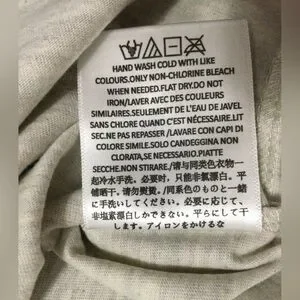 HAND WASH COLD WITH LIKE
COLOURS.ONLY NON-CHLORINE BLEACH
WHEN NEEDED.FLAT DRY.DO NOT
IRON/LAVER AVEC DES COULEURS
SIMILAIRES.SEULEMENT DE L'EAU DE JAVEL
SANS CHLORE QUAND C'EST NÉCESSAIRE.LIT
SEC.NE PAS REPASSER/LAVARE CON CAPI DI
COLORE SIMILE.SOLO CANDEGGINA NON
CLORATA,SE NECESSARIO.PIATTE
SECCHE.NON STIRARE/请与同类色衣物一
起冷水手洗。必要时,只能非氯漂白。平
铺晒干。请勿熨烫。/同系色のものと一緒
に手洗いしてください。必要に応じて、非
塩素漂白しかできない。平らにして干
します。アイロンをかけるな